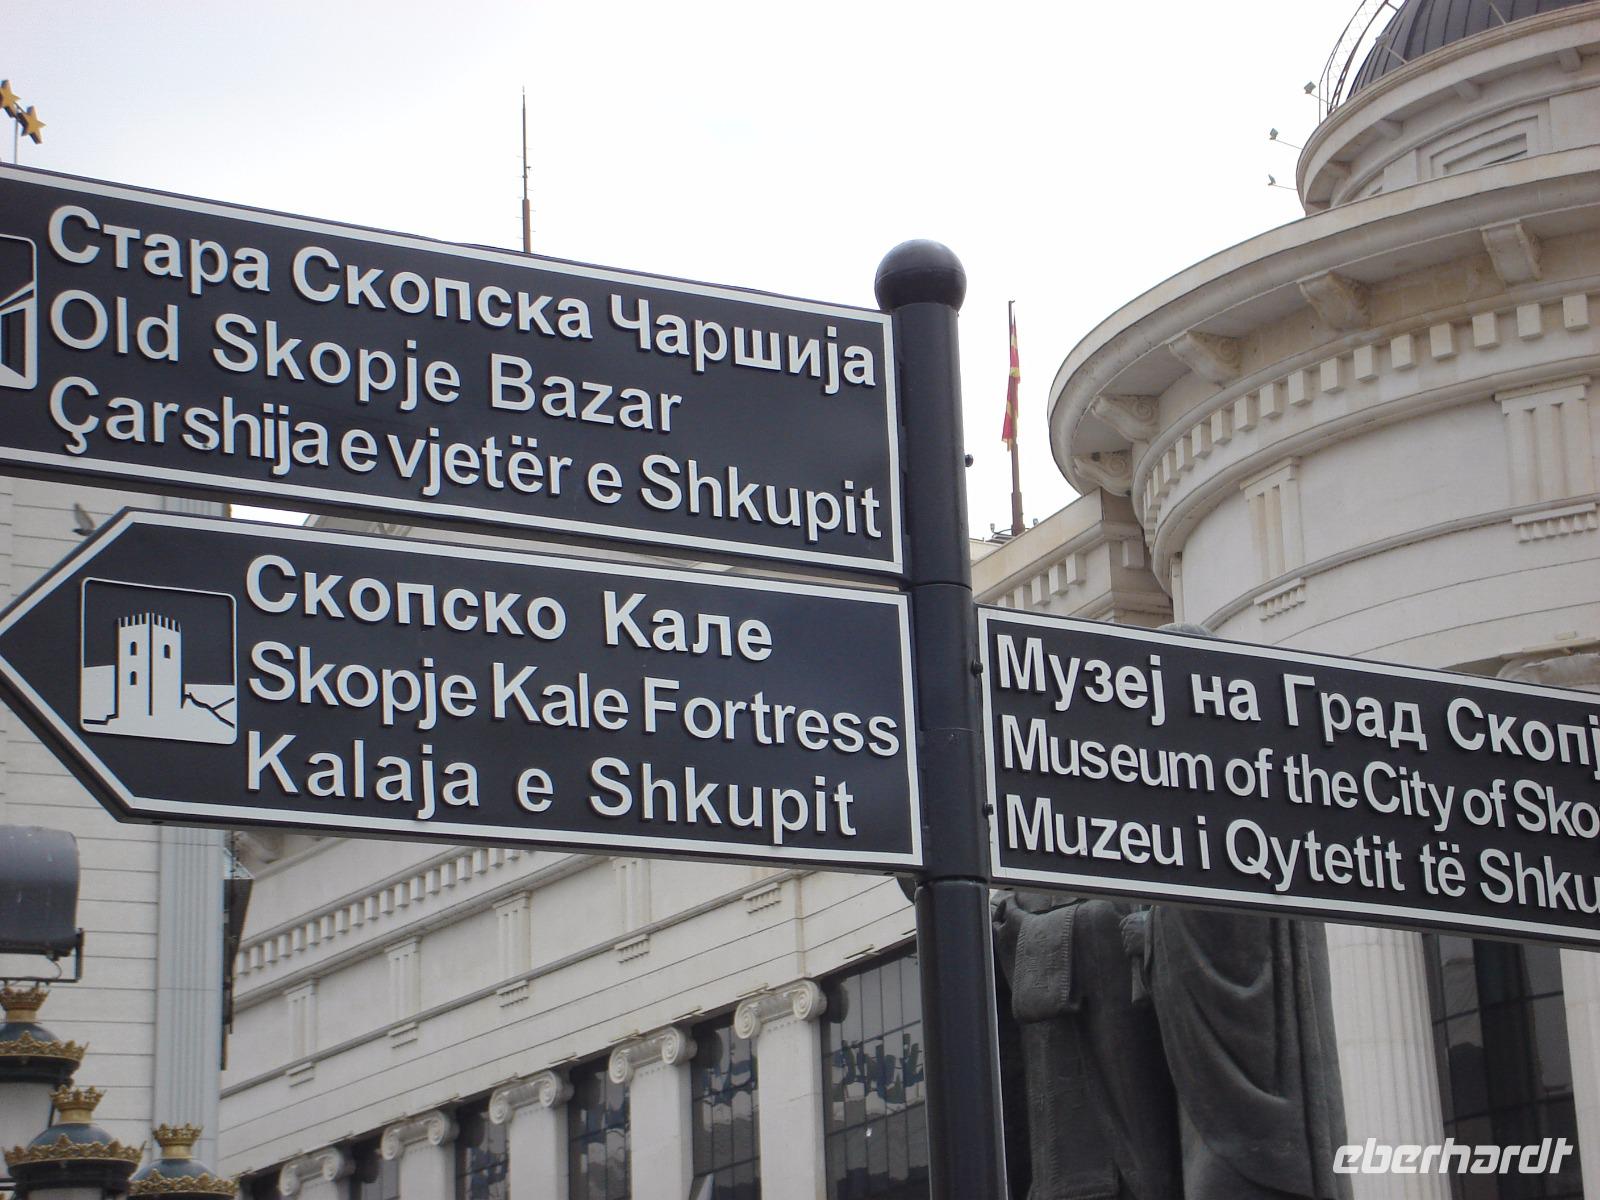 Стара Скопска Чаршија
Old Skopje Bazar
Çarshija e vjetër e Shkupit
Скопско Кале
Skopje Kale Fortress
Kalaja e Shkupit
Музеј на Град
Museum of the City of
Muzeu i Qytetit të
eberhardt